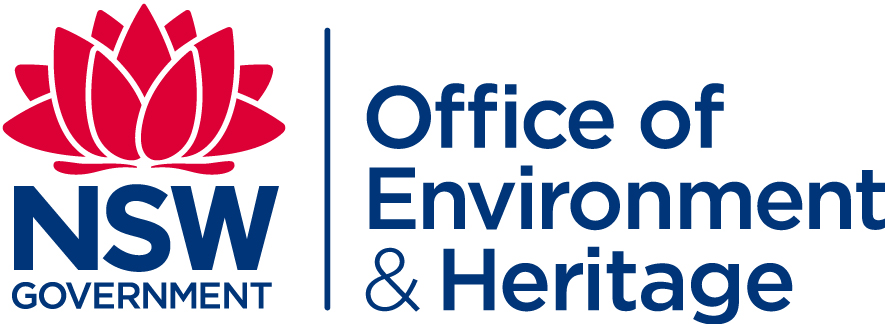 NSW
GOVERNMENT
Office of
Environment
& Heritage